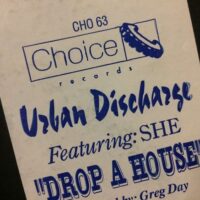 CHO 63
Choice
records
Urban Discharge
Featuring: SHE
"DROP A HOUSE"
by: Greg Day